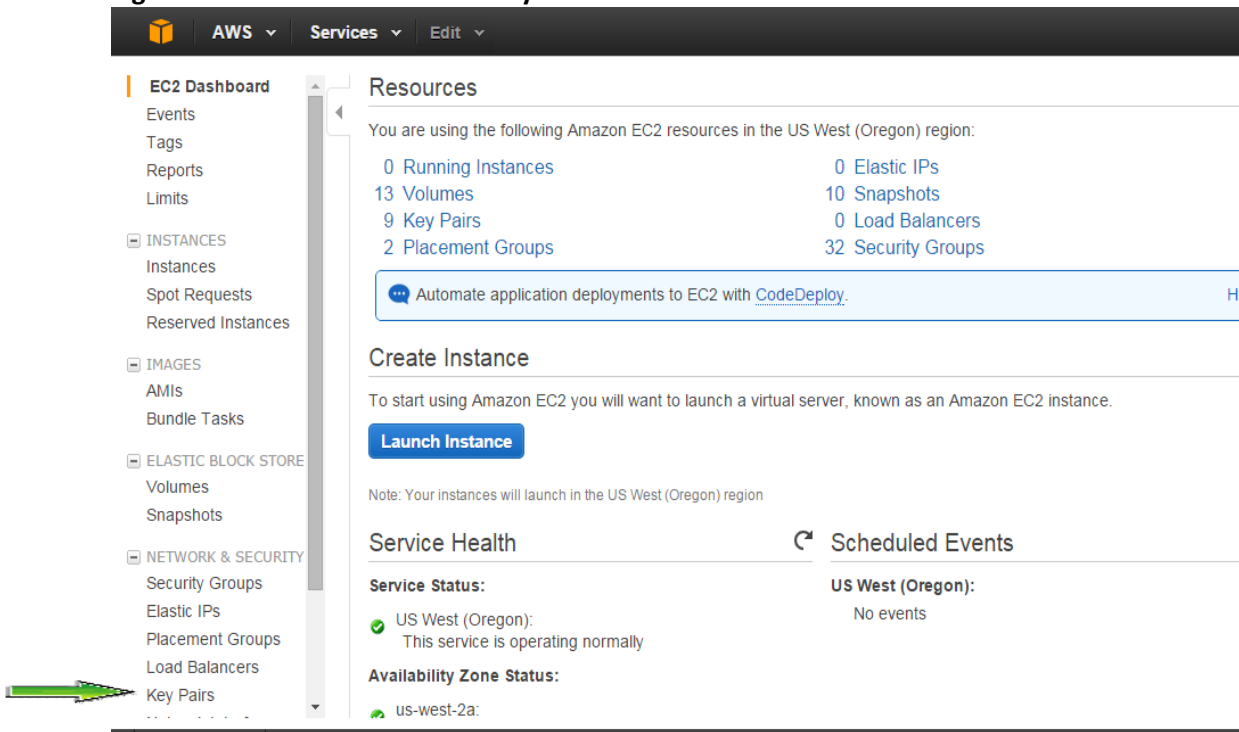 AWS Services Edit
EC2 Dashboard
Events
Tags
Reports
Limits
INSTANCES
Instances
Spot Requests
Reserved Instances
IMAGES
AMIs
Bundle Tasks
ELASTIC BLOCK STORE
Volumes
Snapshots
NETWORK & SECURITY
Security Groups
Elastic IPs
Placement Groups
Load Balancers
Key Pairs
Resources
You are using the following Amazon EC2 resources in the US West (Oregon) region:
0 Running Instances
0 Elastic IPs
13 Volumes
10 Snapshots
9 Key Pairs
0 Load Balancers
2 Placement Groups
32 Security Groups
Automate application deployments to EC2 with CodeDeploy.
H
Create Instance
To start using Amazon EC2 you will want to launch a virtual server, known as an Amazon EC2 instance.
Launch Instance
Note: Your instances will launch in the US West (Oregon) region
Service Health
Service Status:
US West (Oregon):
This service is operating normally
Availability Zone Status:
us-west-2a:
Scheduled Events
US West (Oregon):
No events